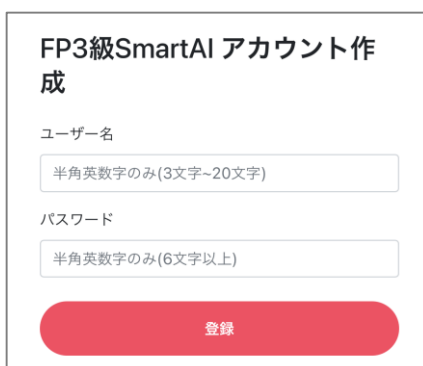 FP3級SmartAI アカウント作
成
ユーザー名
半角英数字のみ(3文字~20文字)
パスワード
半角英数字のみ(6文字以上)
登録